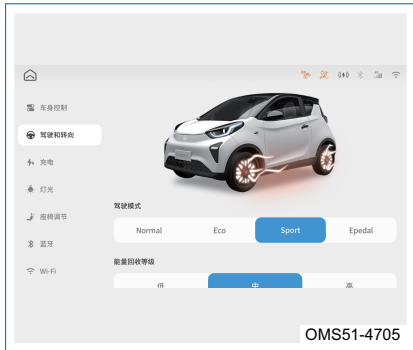 车身控制
驾驶和转向
充电
灯光
座椅调节
蓝牙
Wi-Fi
驾驶模式
Normal Eco Sport Epedal
能量回收等级
低 中 高
OMS51-4705